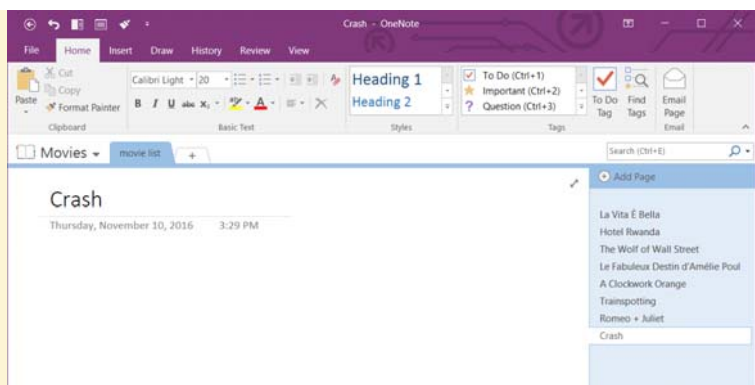 Crash - OneNote
File Home Insert Draw History Review View
Paste
Cut
Copy
Format Painter
Clipboard
Calibri Light 20
B I U abc X₂ aby A
Basic Text
Heading 1
Heading 2
Styles
To Do (Ctrl+1)
Important (Ctrl+2)
? Question (Ctrl+3)
Tags
To Do
Tag
Find
Tags
Email
Page
Email
Movies movie list +
Search (Ctrl+E)
Add Page
Crash
Thursday, November 10, 2016 3:29 PM
La Vita É Bella
Hotel Rwanda
The Wolf of Wall Street
Le Fabuleux Destin d'Amélie Poul
A Clockwork Orange
Trainspotting
Romeo + Juliet
Crash